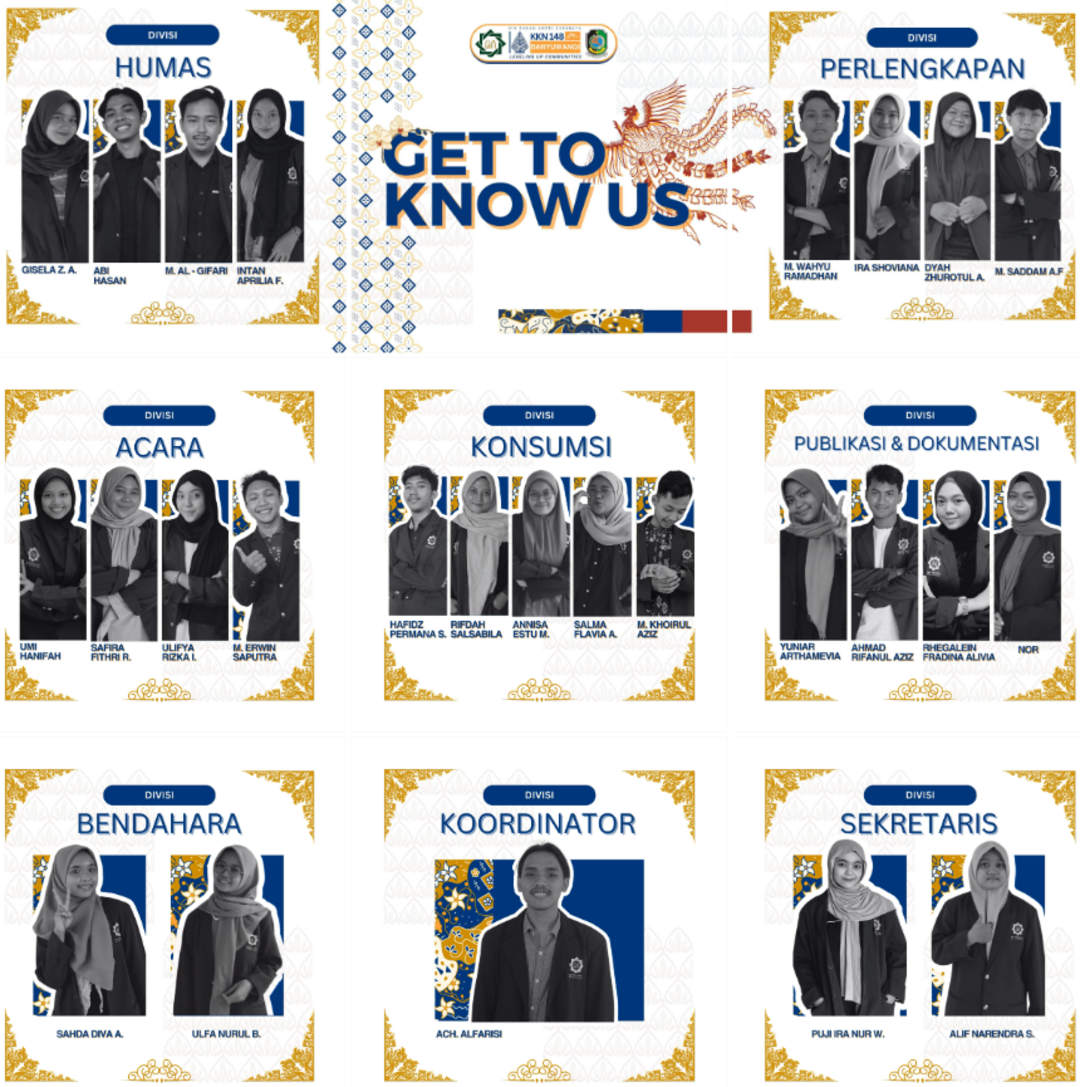 DIVISI
HUMAS
GISELA Z. A.
ABI
HASAN
M. AL - GIFARI
INTAN
APRILIA F.
KKN 148
BANYUWANGI
LEVELING UP COMMUNITIES
GET TO
KNOW US
DIVISI
PERLENGKAPAN
M. WAHYU
RAMADHAN
IRA SHOVIANA
DYAH
ZHUROTUL A.
M. SADDAM A.F
DIVISI
ACARA
UMI
HANIFAH
SAFIRA
FITHRI R.
ULIFYA
RIZKA I.
M. ERWIN
SAPUTRA
DIVISI
KONSUMSI
HAFIDZ
PERMANA S.
RIFDAH
SALSABILA
ANNISA
ESTU M.
SALMA
FLAVIA A.
M. KHOIRUL
AZIZ
DIVISI
PUBLIKASI & DOKUMENTASI
YUNIAR
ARTHAMEVIA
AHMAD
RIFANUL AZIZ
RHEGALEIN
FRADINA ALIVIA
NOR
DIVISI
BENDAHARA
SAHDA DIVA A.
ULFA NURUL B.
DIVISI
KOORDINATOR
ACH. ALFARISI
DIVISI
SEKRETARIS
PUJI IRA NUR W.
ALIF NARENDRA S.